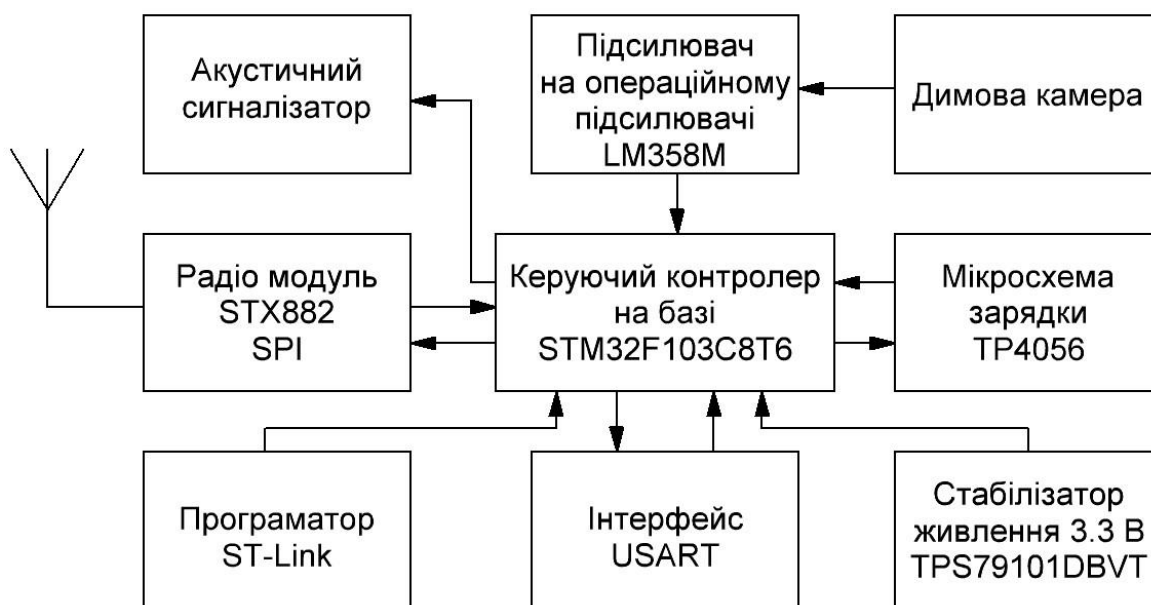 Акустичний
сигналізатор
Підсилювач
на операційному
підсилювачі
LM358M
Димова камера
Радіо модуль
STX882
SPI
Керуючий контролер
на базі
STM32F103C8T6
Мікросхема
зарядки
TP4056
Програматор
ST-Link
Інтерфейс
USART
Стабілізатор
живлення 3.3 В
TPS79101DBVT